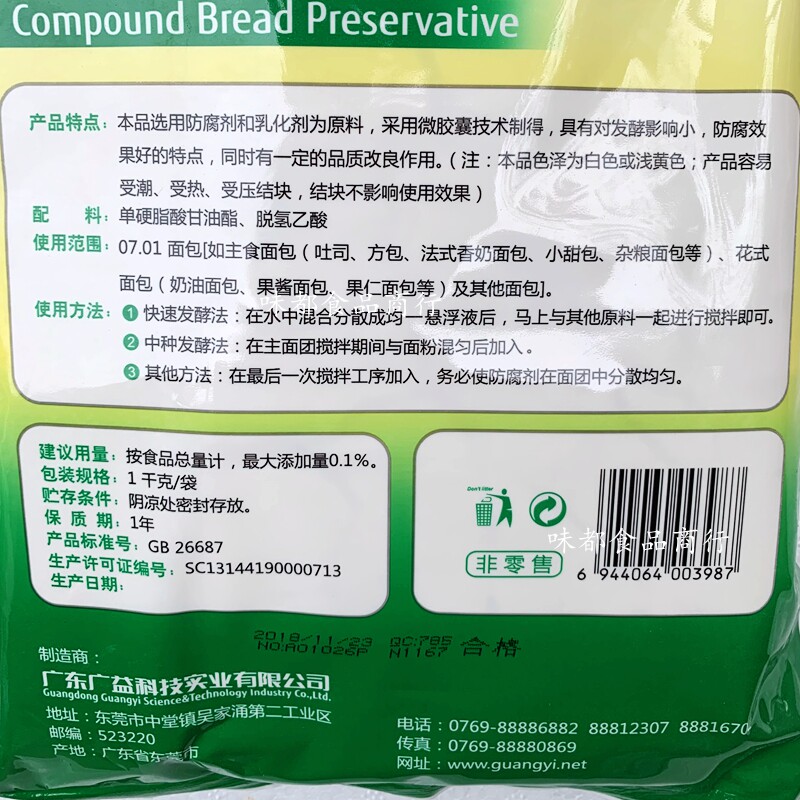 Compound Bread Preservative
产品特点：本品选用防腐剂和乳化剂为原料，采用微胶囊技术制得，具有对发酵影响小，防腐效
果好的特点，同时有一定的品质改良作用。（注：本品色泽为白色或浅黄色；产品容易
受潮、受热、受压结块，结块不影响使用效果）
配 料：单硬脂酸甘油酯、脱氢乙酸
使用范围：07.01 面包[如主食面包（吐司、方包、法式香奶面包、小甜包、杂粮面包等）、花式
面包（奶油面包、果酱面包、果仁面包等）及其他面包]。
味都食品商行
使用方法：❶ 快速发酵法：在水中混合分散成均一悬浮液后，马上与其他原料一起进行搅拌即可。
❷ 中种发酵法：在主面团搅拌期间与面粉混匀后加入。
❸ 其他方法：在最后一次搅拌工序加入，务必使防腐剂在面团中分散均匀。
建议用量：按食品总量计，最大添加量0.1%。
包装规格：1 千克/袋
贮存条件：阴凉处密封存放。
保 质 期：1年
产品标准号：GB 26687
生产许可证编号：SC13144190000713
生产日期：
Don't litter
味都食品商行
非零售
6 944064 003987
2018/11/23 QC:785 合格
NO:A01026P N1167
制造商：
广东广益科技实业有限公司
Guangdong Guangyi Science&Technology Industry Co.,Ltd.
地址：东莞市中堂镇吴家涌第二工业区
邮编：523220
产地：广东省东莞市
电话：0769-88886882 88812307 8881670
传真：0769-88880869
网址：www.guangyi.net